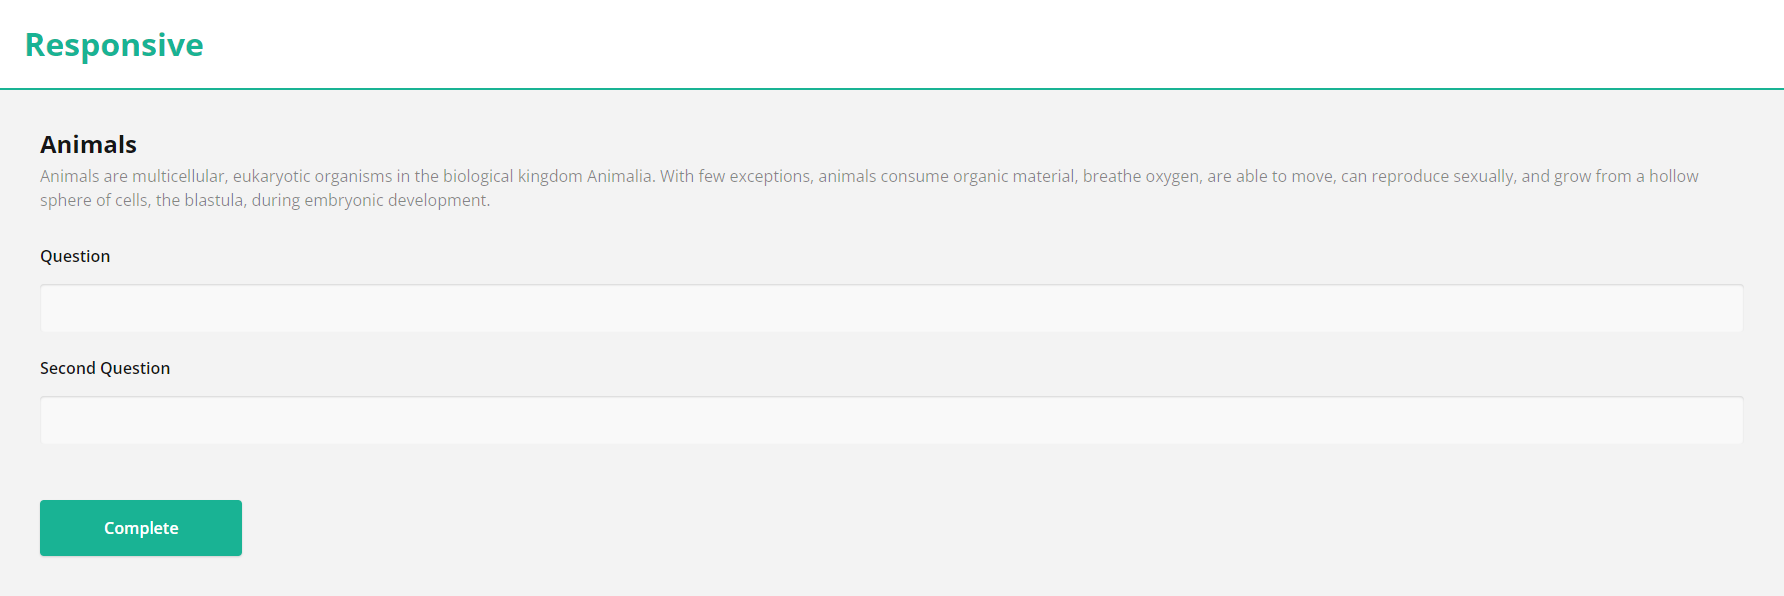 Responsive
Animals
Animals are multicellular, eukaryotic organisms in the biological kingdom Animalia. With few exceptions, animals consume organic material, breathe oxygen, are able to move, can reproduce sexually, and grow from a hollow
sphere of cells, the blastula, during embryonic development.
Question
Second Question
Complete